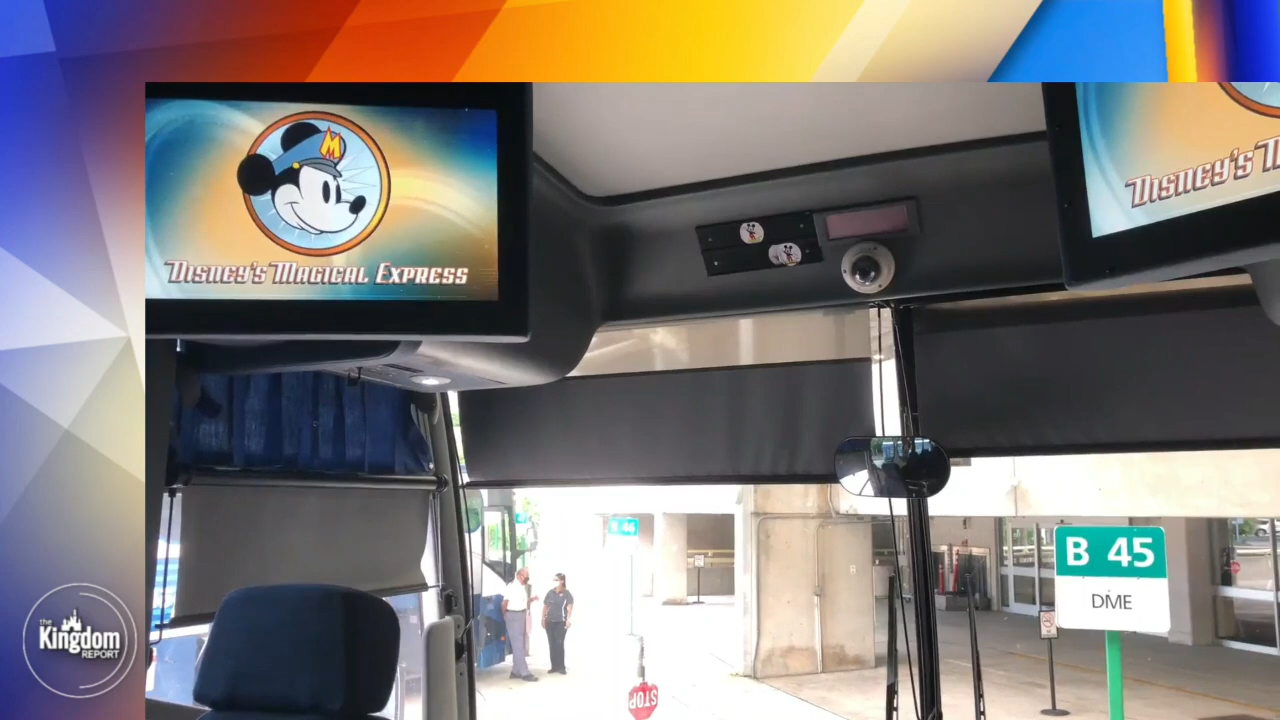 M
DISNEY'S MAGICAL EXPRESS
DISNEY'S M
B 45
DME
STOP
the
Kingdom
REPORT